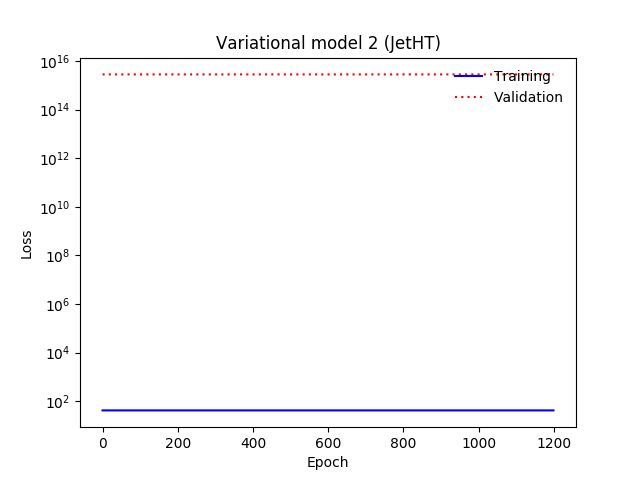 Variational model 2 (JetHT)
Training
Validation
Loss
10^16
10^14
10^12
10^10
10^8
10^6
10^4
10^2
0 200 400 600 800 1000 1200
Epoch